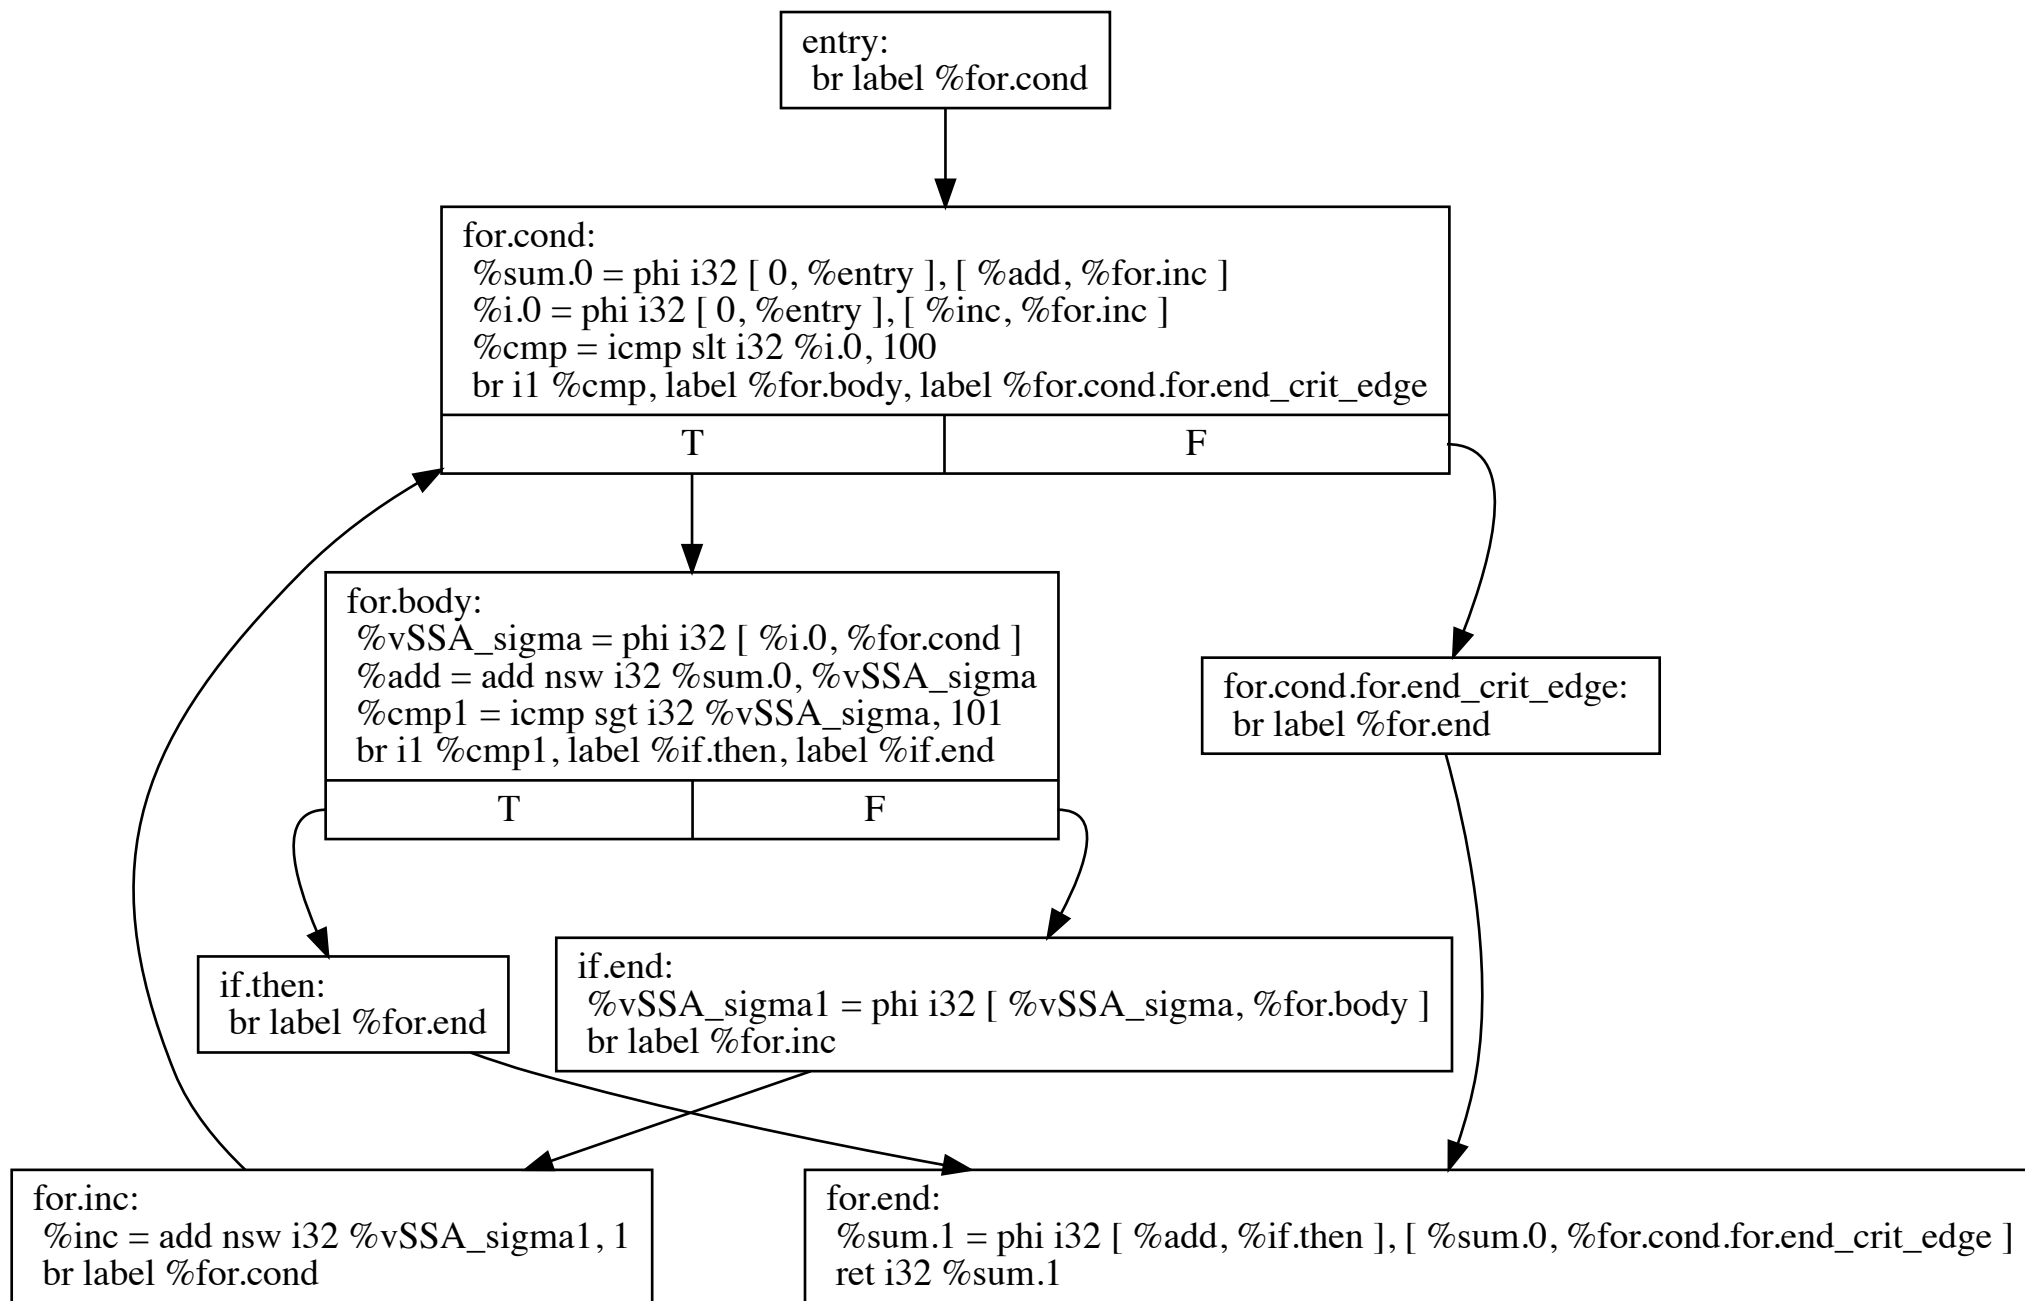 entry:
br label %for.cond
for.cond:
%sum.0 = phi i32 [ 0, %entry ], [ %add, %for.inc ]
%i.0 = phi i32 [ 0, %entry ], [ %inc, %for.inc ]
%cmp = icmp slt i32 %i.0, 100
br i1 %cmp, label %for.body, label %for.cond.for.end_crit_edge
T
F
for.body:
%vSSA_sigma = phi i32 [ %i.0, %for.cond ]
%add = add nsw i32 %sum.0, %vSSA_sigma
%cmp1 = icmp sgt i32 %vSSA_sigma, 101
br i1 %cmp1, label %if.then, label %if.end
T
F
for.cond.for.end_crit_edge:
br label %for.end
if.then:
br label %for.end
if.end:
%vSSA_sigma1 = phi i32 [ %vSSA_sigma, %for.body ]
br label %for.inc
for.inc:
%inc = add nsw i32 %vSSA_sigma1, 1
br label %for.cond
for.end:
%sum.1 = phi i32 [ %add, %if.then ], [ %sum.0, %for.cond.for.end_crit_edge ]
ret i32 %sum.1